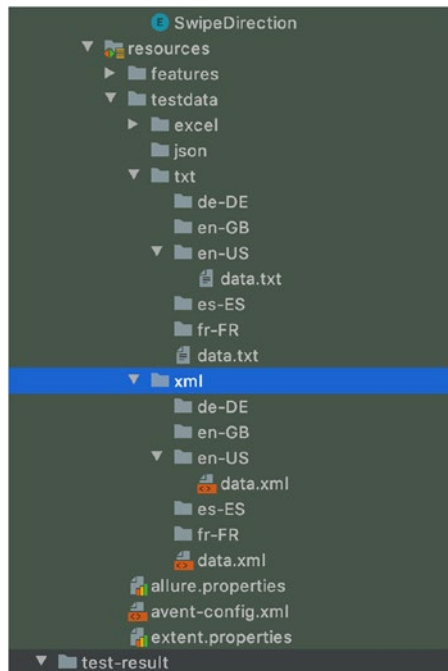 E SwipeDirection
resources
features
testdata
excel
json
txt
de-DE
en-GB
en-US
data.txt
es-ES
fr-FR
data.txt
xml
de-DE
en-GB
en-US
data.xml
es-ES
fr-FR
data.xml
allure.properties
avent-config.xml
extent.properties
test-result